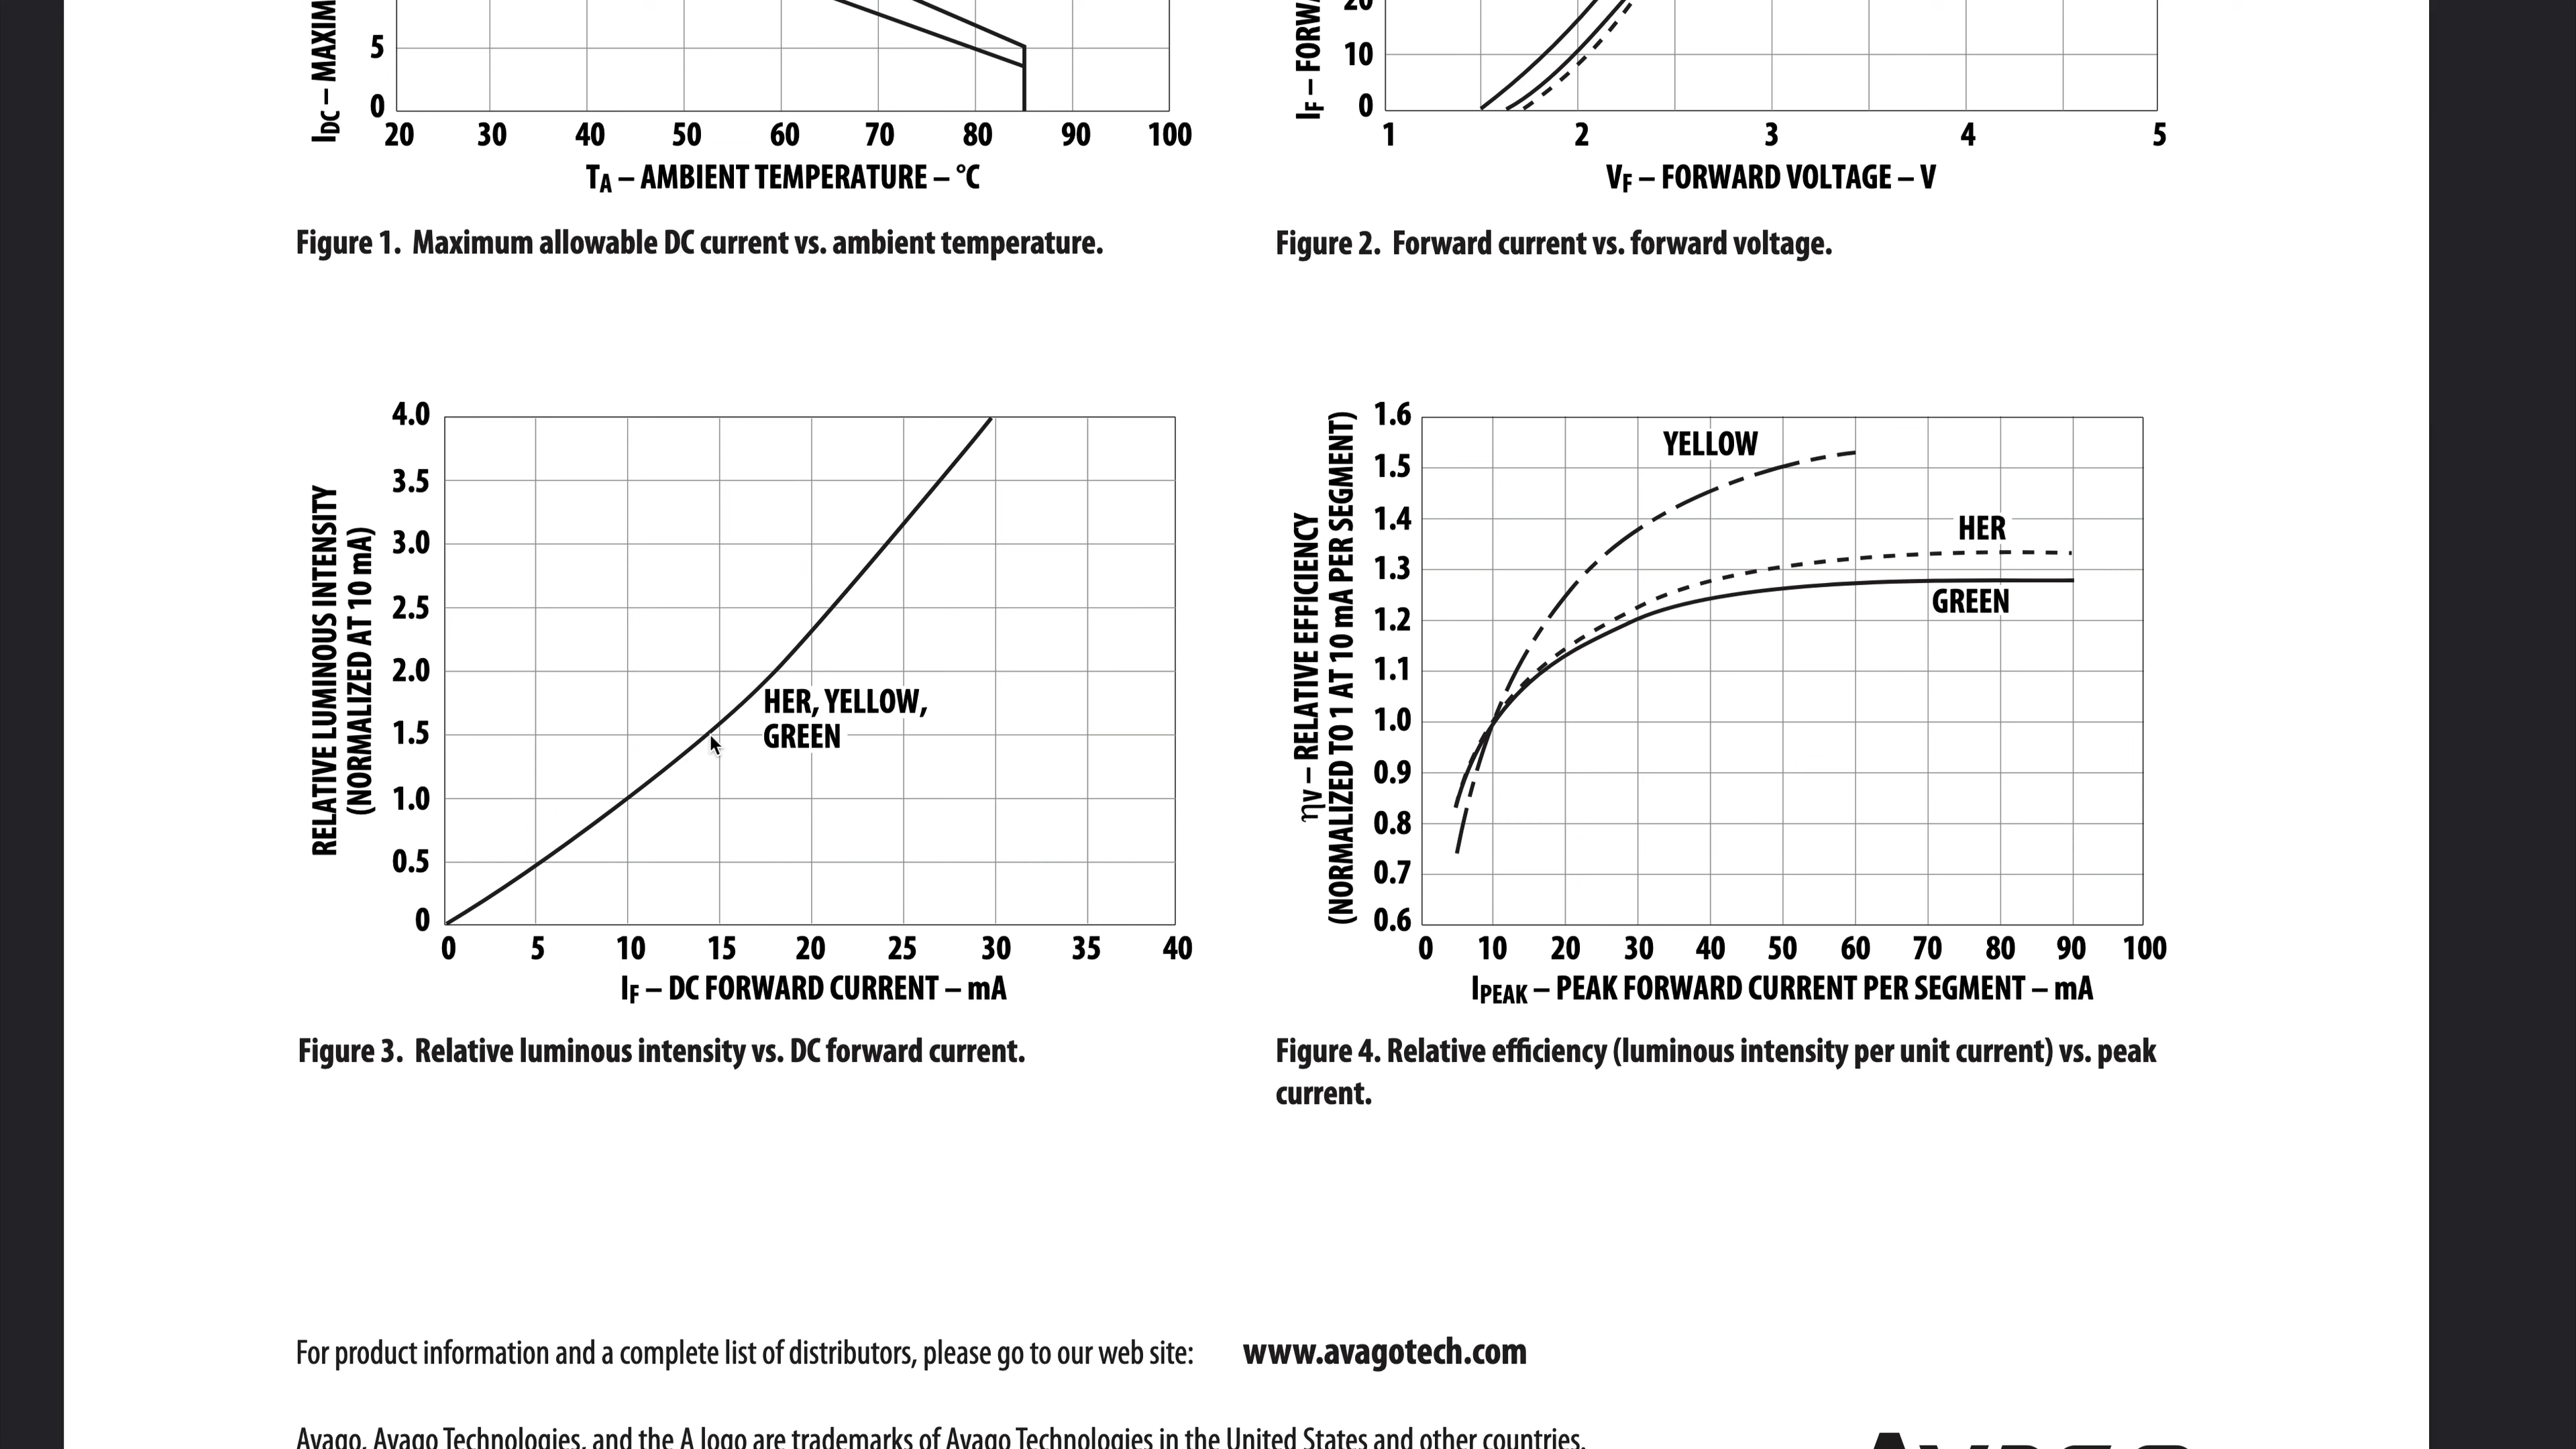 IDC – MAXIM
5
0
20 30 40 50 60 70 80 90 100
TA – AMBIENT TEMPERATURE – °C
Figure 1. Maximum allowable DC current vs. ambient temperature.
IF – FORWA
20
10
0
1 2 3 4 5
VF – FORWARD VOLTAGE – V
Figure 2. Forward current vs. forward voltage.
RELATIVE LUMINOUS INTENSITY
(NORMALIZED AT 10 mA)
4.0
3.5
3.0
2.5
2.0
1.5
1.0
0.5
0
HER, YELLOW,
GREEN
0 5 10 15 20 25 30 35 40
IF – DC FORWARD CURRENT – mA
Figure 3. Relative luminous intensity vs. DC forward current.
ηV – RELATIVE EFFICIENCY
(NORMALIZED TO 1 AT 10 mA PER SEGMENT)
1.6
1.5
1.4
1.3
1.2
1.1
1.0
0.9
0.8
0.7
0.6
YELLOW
HER
GREEN
0 10 20 30 40 50 60 70 80 90 100
IPEAK – PEAK FORWARD CURRENT PER SEGMENT – mA
Figure 4. Relative efficiency (luminous intensity per unit current) vs. peak
current.
For product information and a complete list of distributors, please go to our web site: www.avagotech.com
Avago, Avago Technologies, and the A logo are trademarks of Avago Technologies in the United States and other countries.